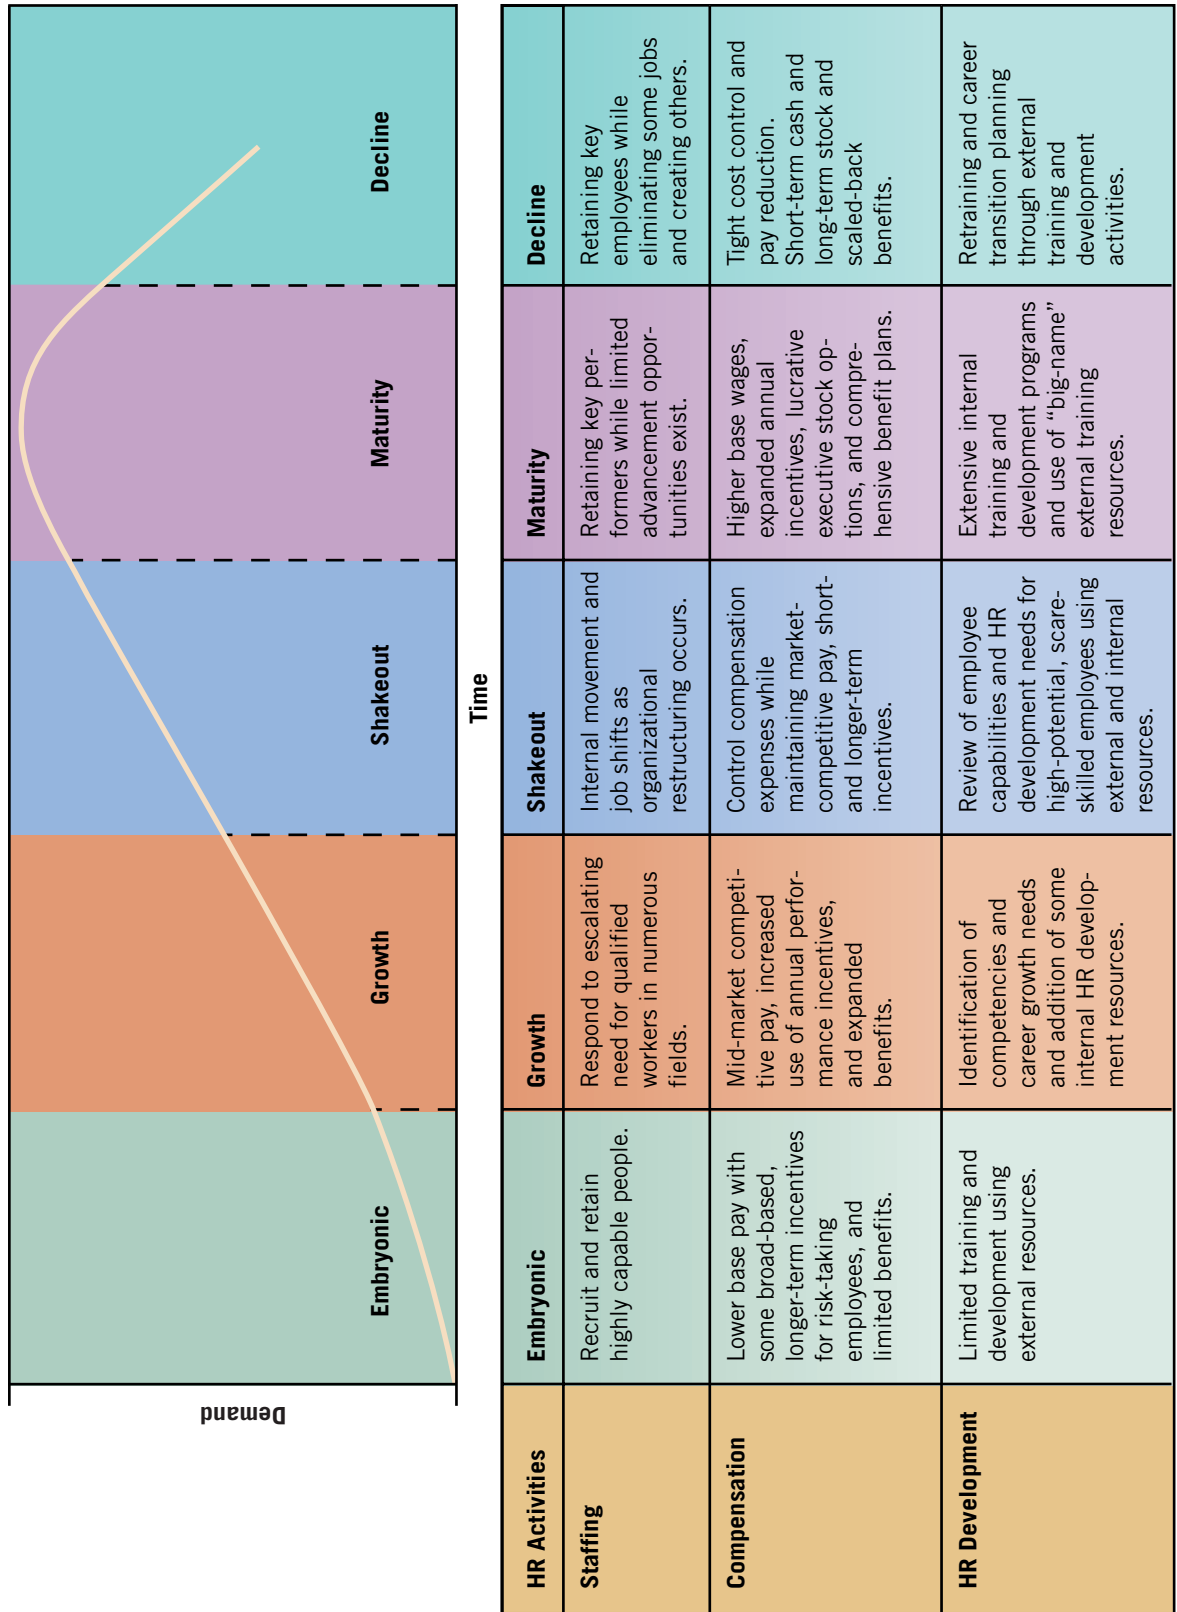 Demand
Embryonic
Growth
Shakeout
Maturity
Decline
Time
HR Activities
Embryonic
Growth
Shakeout
Maturity
Decline
Staffing
Recruit and retain
highly capable people.
Respond to escalating
need for qualified
workers in numerous
fields.
Internal movement and
job shifts as
organizational
restructuring occurs.
Retaining key per-
formers while limited
advancement oppor-
tunities exist.
Retaining key
employees while
eliminating some jobs
and creating others.
Compensation
Lower base pay with
some broad-based,
longer-term incentives
for risk-taking
employees, and
limited benefits.
Mid-market competi-
tive pay, increased
use of annual perfor-
mance incentives,
and expanded
benefits.
Control compensation
expenses while
maintaining market-
competitive pay, short-
and longer-term
incentives.
Higher base wages,
expanded annual
incentives, lucrative
executive stock op-
tions, and compre-
hensive benefit plans.
Tight cost control and
pay reduction.
Short-term cash and
long-term stock and
scaled-back
benefits.
HR Development
Limited training and
development using
external resources.
Identification of
competencies and
career growth needs
and addition of some
internal HR develop-
ment resources.
Review of employee
capabilities and HR
development needs for
high-potential, scare-
skilled employees using
external and internal
resources.
Extensive internal
training and
development programs
and use of “big-name”
external training
resources.
Retraining and career
transition planning
through external
training and
development
activities.